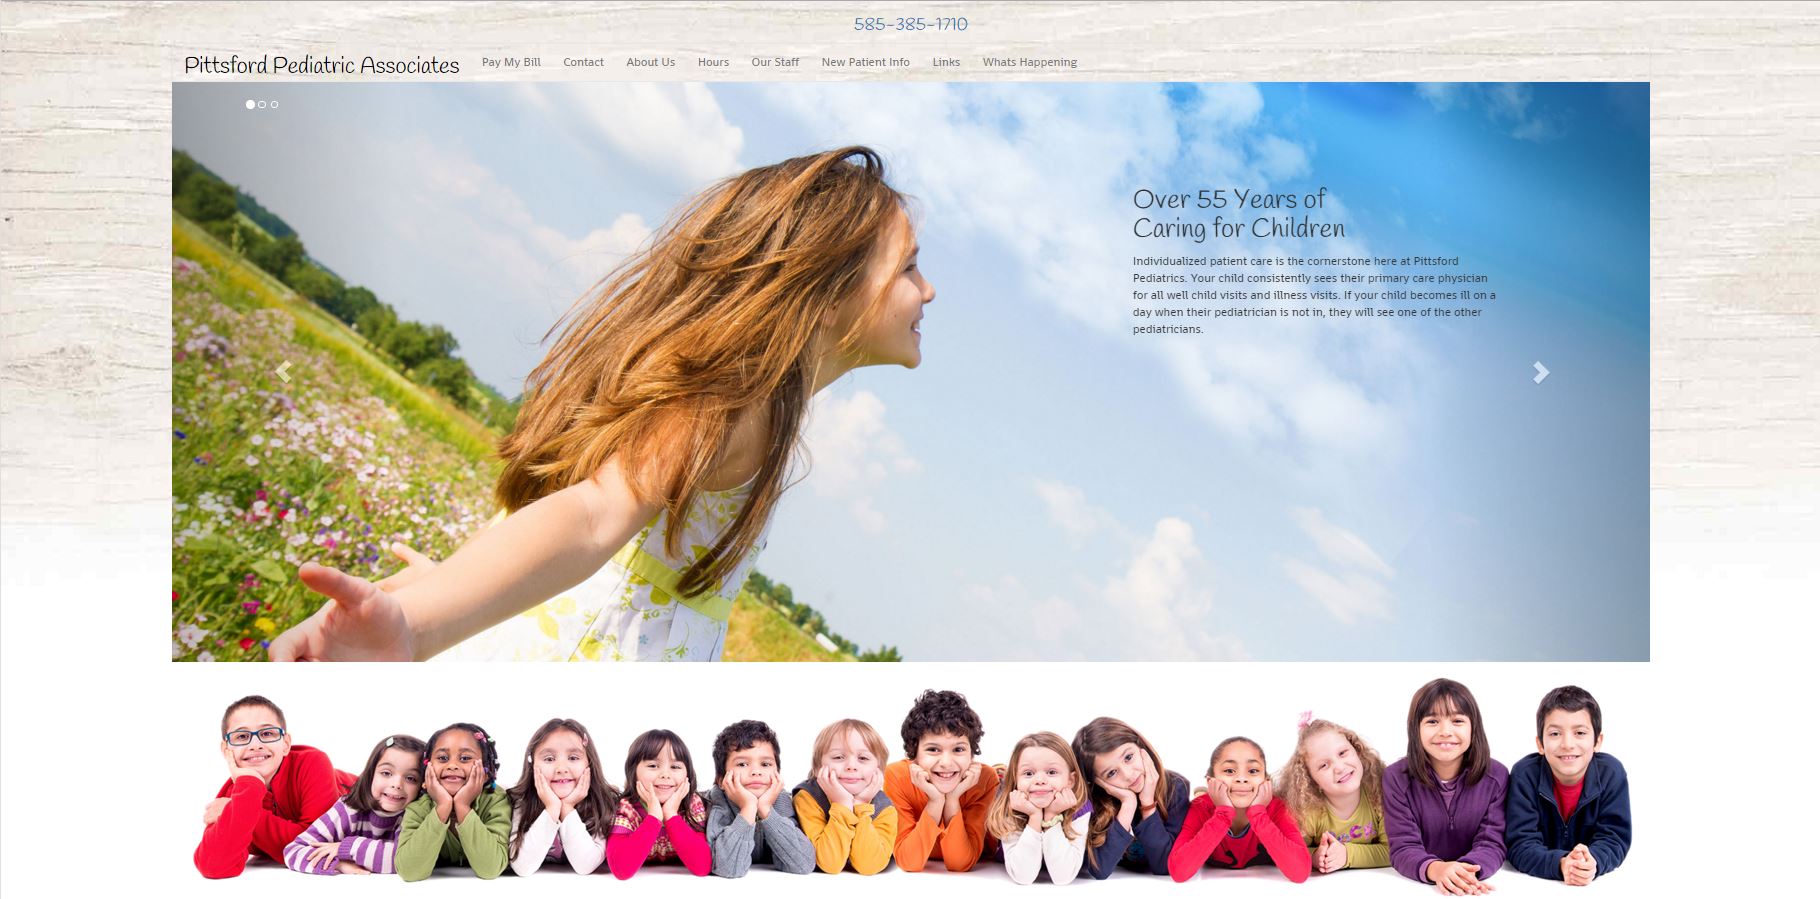 585-385-1710
Pittsford Pediatric Associates
Pay My Bill
Contact
About Us
Hours
Our Staff
New Patient Info
Links
Whats Happening
Over 55 Years of
Caring for Children
Individualized patient care is the cornerstone here at Pittsford
Pediatrics. Your child consistently sees their primary care physician
for all well child visits and illness visits. If your child becomes ill on a
day when their pediatrician is not in, they will see one of the other
pediatricians.